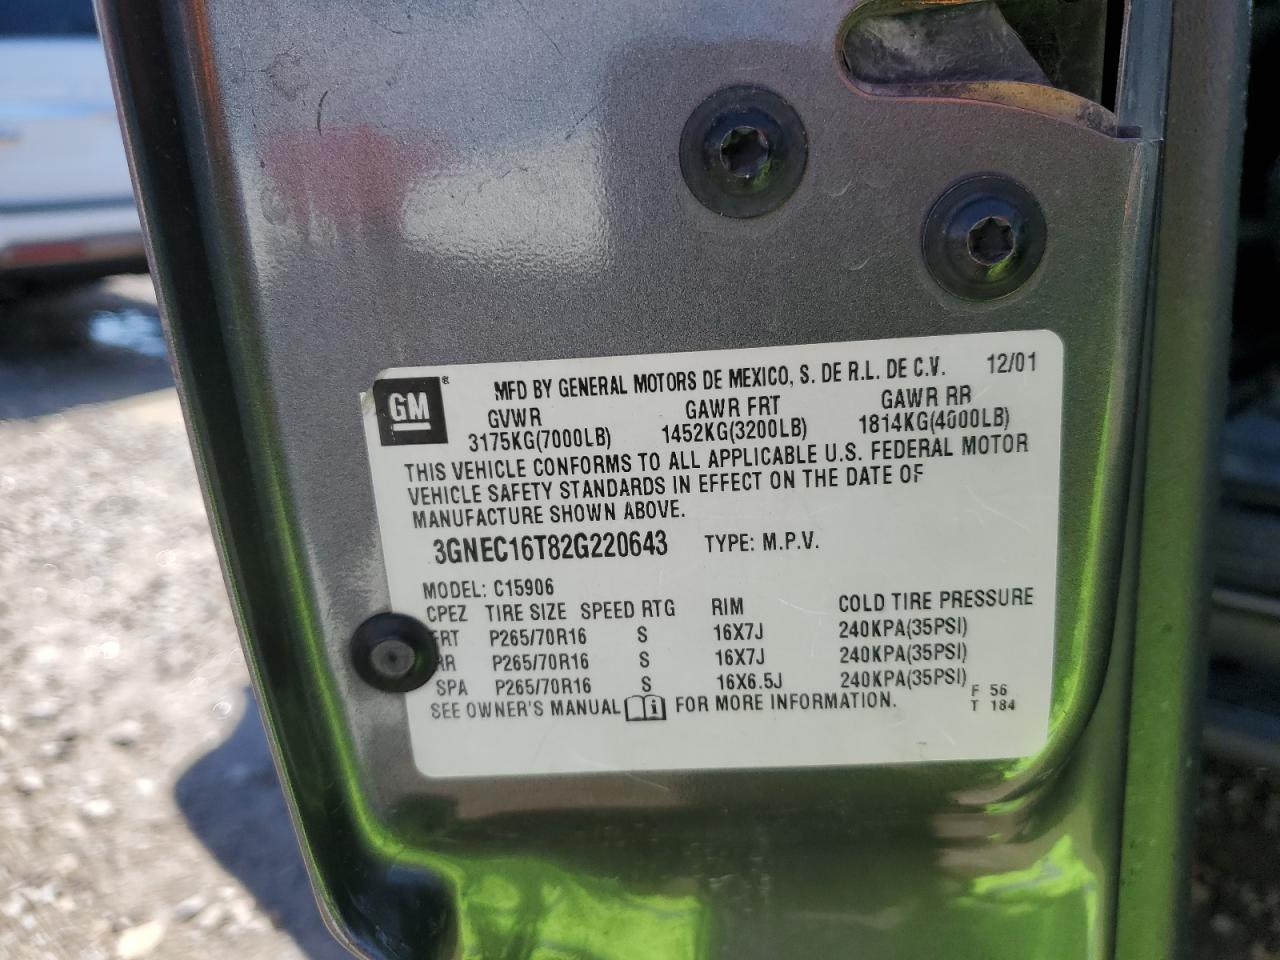 GM ® MFD BY GENERAL MOTORS DE MEXICO, S. DE R.L. DE C.V. 12/01
GVWR GAWR FRT GAWR RR
3175KG(7000LB) 1452KG(3200LB) 1814KG(4000LB)
THIS VEHICLE CONFORMS TO ALL APPLICABLE U.S. FEDERAL MOTOR
VEHICLE SAFETY STANDARDS IN EFFECT ON THE DATE OF
MANUFACTURE SHOWN ABOVE.
3GNEC16T82G220643 TYPE: M.P.V.
MODEL: C15906
CPEZ TIRE SIZE SPEED RTG RIM COLD TIRE PRESSURE
FRT P265/70R16 S 16X7J 240KPA(35PSI)
RR P265/70R16 S 16X7J 240KPA(35PSI)
SPA P265/70R16 S 16X6.5J 240KPA(35PSI)
SEE OWNER'S MANUAL i FOR MORE INFORMATION.
F 56
T 184